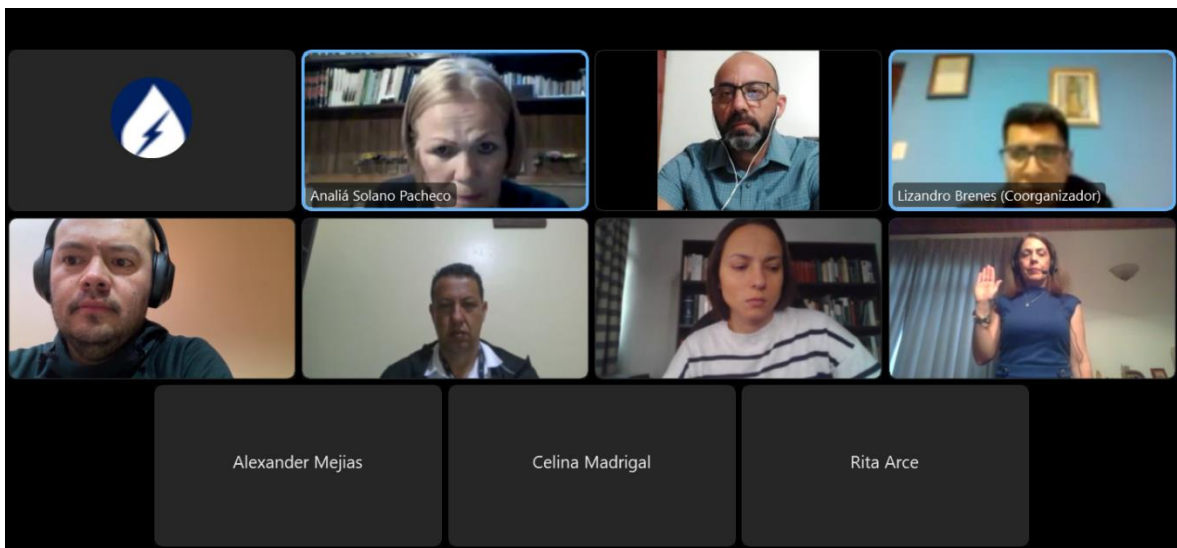 Analiá Solano Pacheco
Lizandro Brenes (Coorganizador)
Alexander Mejias
Celina Madrigal
Rita Arce